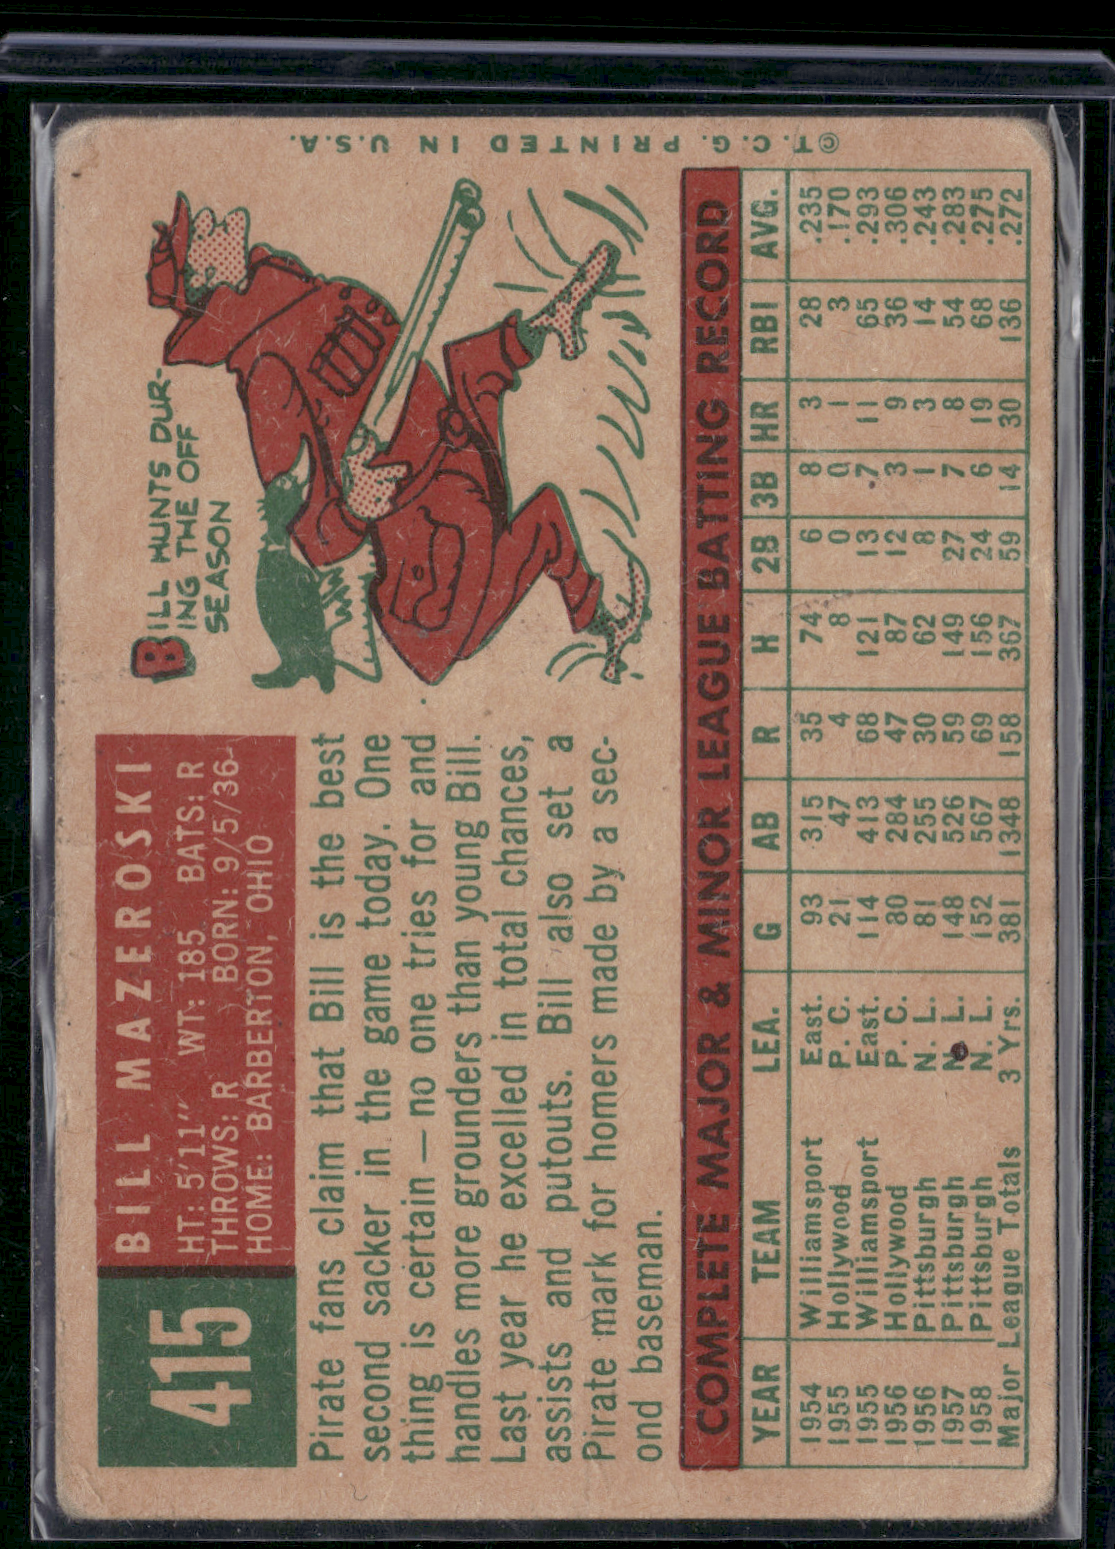 415
BILL MAZEROSKI
HT: 5'11" WT: 185 BATS: R
THROWS: R BORN: 9/5/36
HOME: BARBERTON, OHIO
BILL HUNTS DUR-
ING THE OFF
SEASON
Pirate fans claim that Bill is the best
second sacker in the game today. One
thing is certain — no one tries for and
handles more grounders than young Bill.
Last year he excelled in total chances,
assists and putouts. Bill also set a
Pirate mark for homers made by a sec-
ond baseman.
COMPLETE MAJOR & MINOR LEAGUE BATTING RECORD
YEAR TEAM LEA. G AB R H 2B 3B HR RBI AVG.
1954 Williamsport East. 93 315 35 74 6 8 3 28 .235
1955 Hollywood P. C. 21 47 4 8 0 0 1 3 .170
1955 Williamsport East. 114 413 68 121 13 7 11 65 .293
1956 Hollywood P. C. 80 284 47 87 12 3 9 36 .306
1956 Pittsburgh N. L. 81 255 30 62 8 1 3 14 .243
1957 Pittsburgh N. L. 148 526 59 149 27 7 8 54 .283
1958 Pittsburgh N. L. 152 567 69 156 24 6 19 68 .275
Major League Totals 3 Yrs. 381 1348 158 367 59 14 30 136 .272
© T. C. G. PRINTED IN U.S.A.